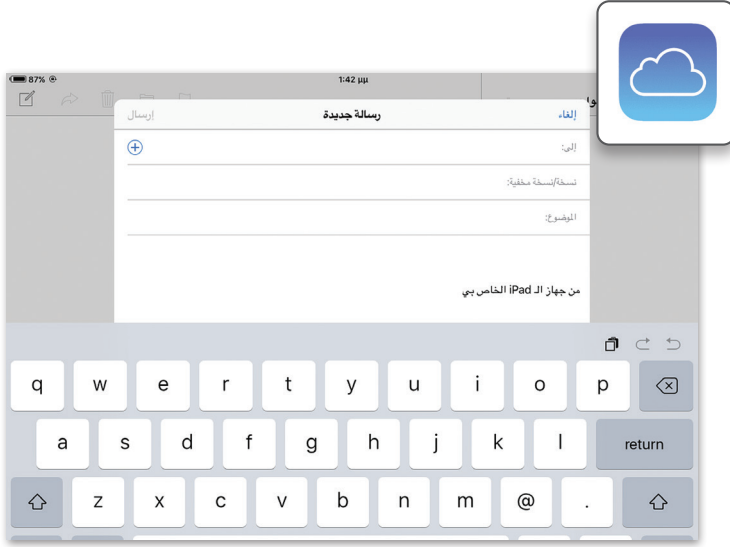 87% 1:42 μμ
إلغاء رسالة جديدة إرسال
إلى:
نسخة/نسخة مخفية:
الموضوع:
من جهاز الـ iPad الخاص بي
q w e r t y u i o p
a s d f g h j k l return
z x c v b n m @ .